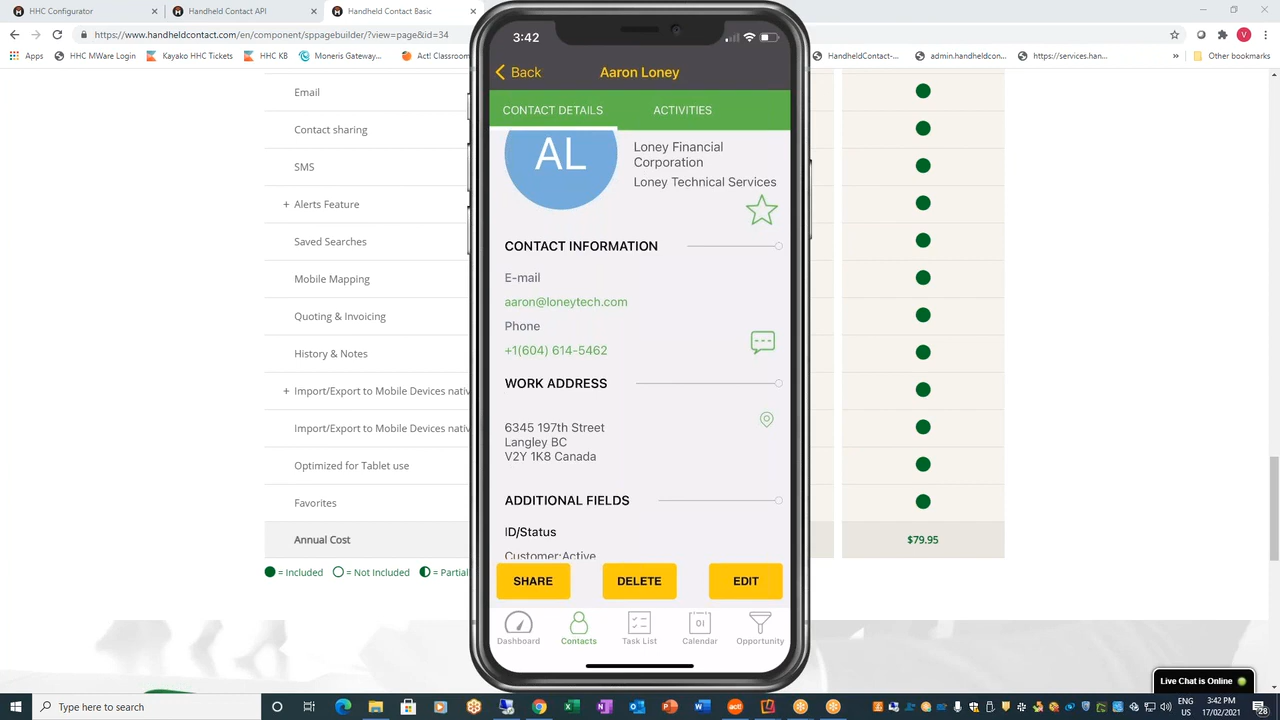 HHC Configurator
Handheld Contact API
Handheld Contact Basic
https://www.handheldcontact.com/en/component/sppagebuilder/?view=page&id=34
V
Apps
HHC MWare Login
Kayako HHC Tickets
Handheld KB
Moneris Gateway...
Act! Classroom
HandheldContact-...
admin.handheldcon...
https://services.han...
Other bookmarks
Email
Contact sharing
SMS
+ Alerts Feature
Saved Searches
Mobile Mapping
Quoting & Invoicing
History & Notes
+ Import/Export to Mobile Devices nativ
Import/Export to Mobile Devices nativ
Optimized for Tablet use
Favorites
Annual Cost
$79.95
= Included
= Not Included
= Partial
3:42
Back
Aaron Loney
CONTACT DETAILS
ACTIVITIES
AL
Loney Financial
Corporation
Loney Technical Services
CONTACT INFORMATION
E-mail
aaron@loneytech.com
Phone
+1(604) 614-5462
WORK ADDRESS
6345 197th Street
Langley BC
V2Y 1K8 Canada
ADDITIONAL FIELDS
ID/Status
Customer:Active
SHARE
DELETE
EDIT
Dashboard
Contacts
Task List
Calendar
Opportunity
Live Chat is Online
Type here to search
act!
ENG
US
3:42 PM
17/02/2021